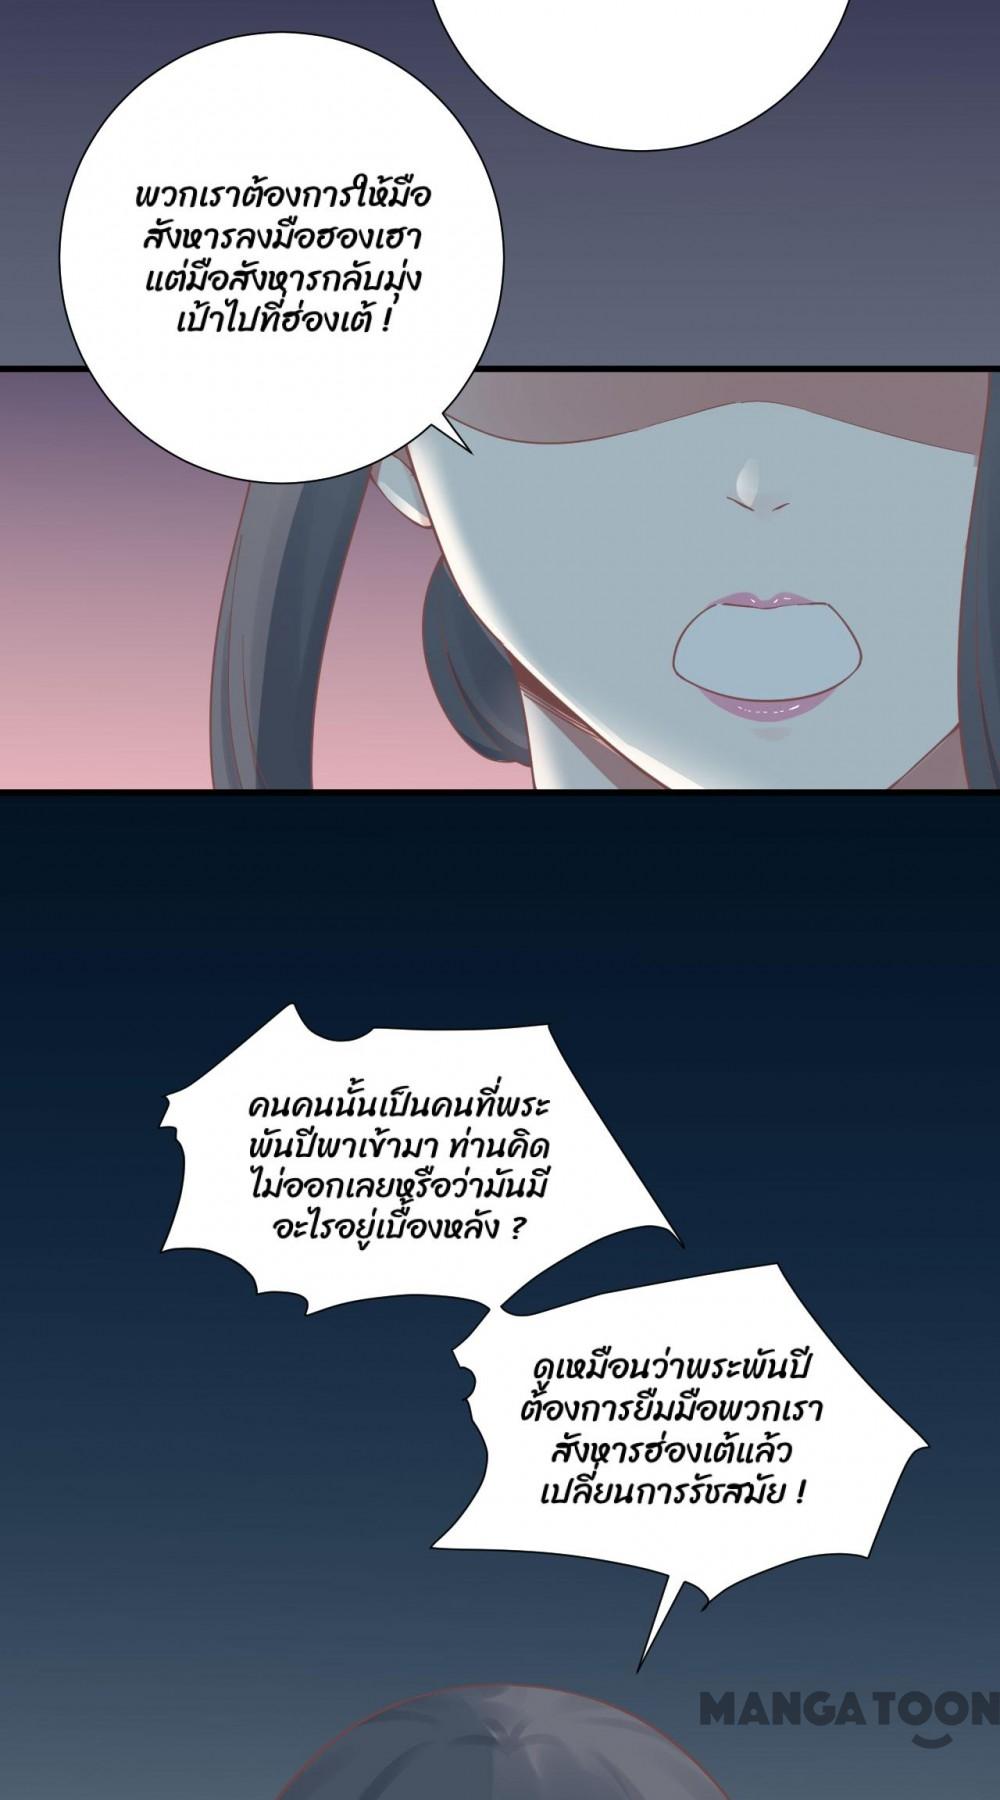 พวกเราต้องการให้มือ
สังหารลงมือฮองเฮา
แต่มือสังหารกลับมุ่ง
เป้าไปที่ฮ่องเต้ !
คนคนนั้นเป็นคนที่พระ
พันปีพาเข้ามา ท่านคิด
ไม่ออกเลยหรือว่ามันมี
อะไรอยู่เบื้องหลัง ?
ดูเหมือนว่าพระพันปี
ต้องการยืมมือพวกเรา
สังหารฮ่องเต้แล้ว
เปลี่ยนการรัชสมัย !
MANGATOON